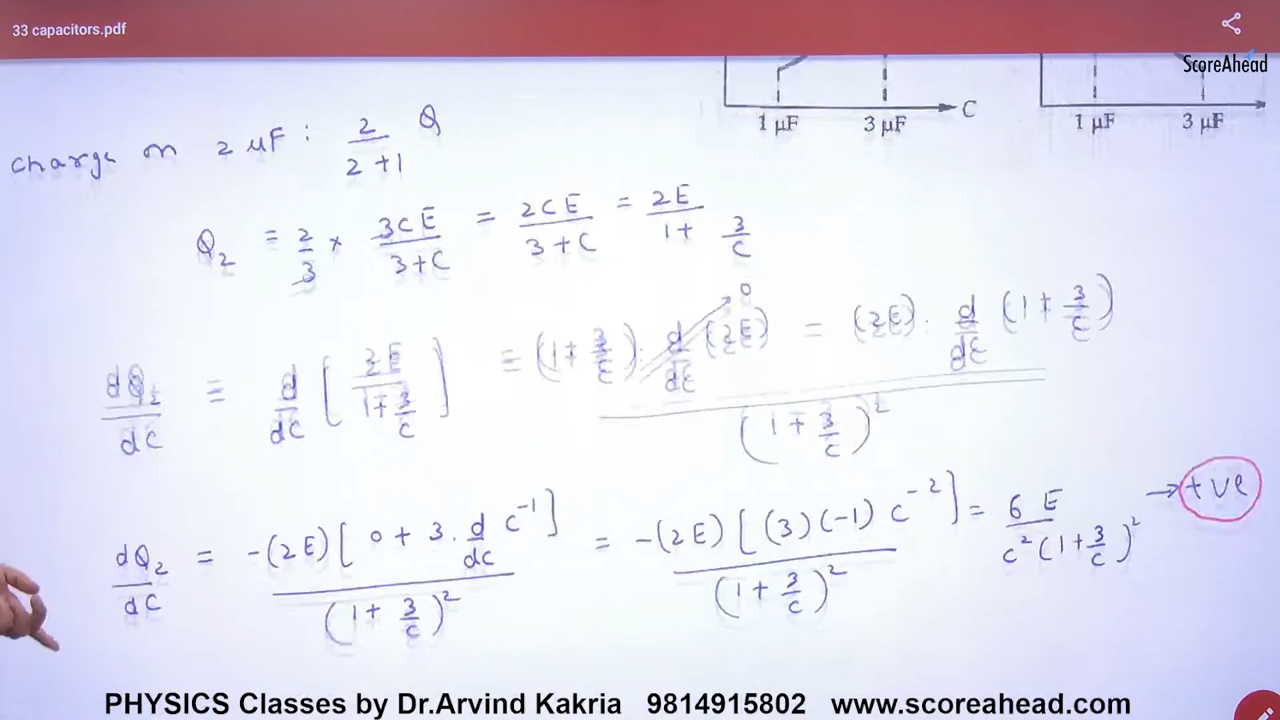 33 capacitors.pdf
ScoreAhead
C
1 μF 3 μF 1 μF 3 μF
charge on 2 μF : 2/(2+1) Q
Q₂ = 2/3 × 3CE/(3+C) = 2CE/(3+C) = 2E/(1+ 3/C)
dQ₂/dC = d/dC [2E/(1+3/C)] = ((1+3/C). d/dC (2E) → 0 = (2E). d/dC (1+3/C))/(1+3/C)²
dQ₂/dC = -(2E)[0+3. d/dC C⁻¹]/(1+3/C)² = -(2E)[(3)(-1) C⁻²]/(1+3/C)² = 6E/(C²(1+3/C)²) → +ve
PHYSICS Classes by Dr.Arvind Kakria 9814915802 www.scoreahead.com